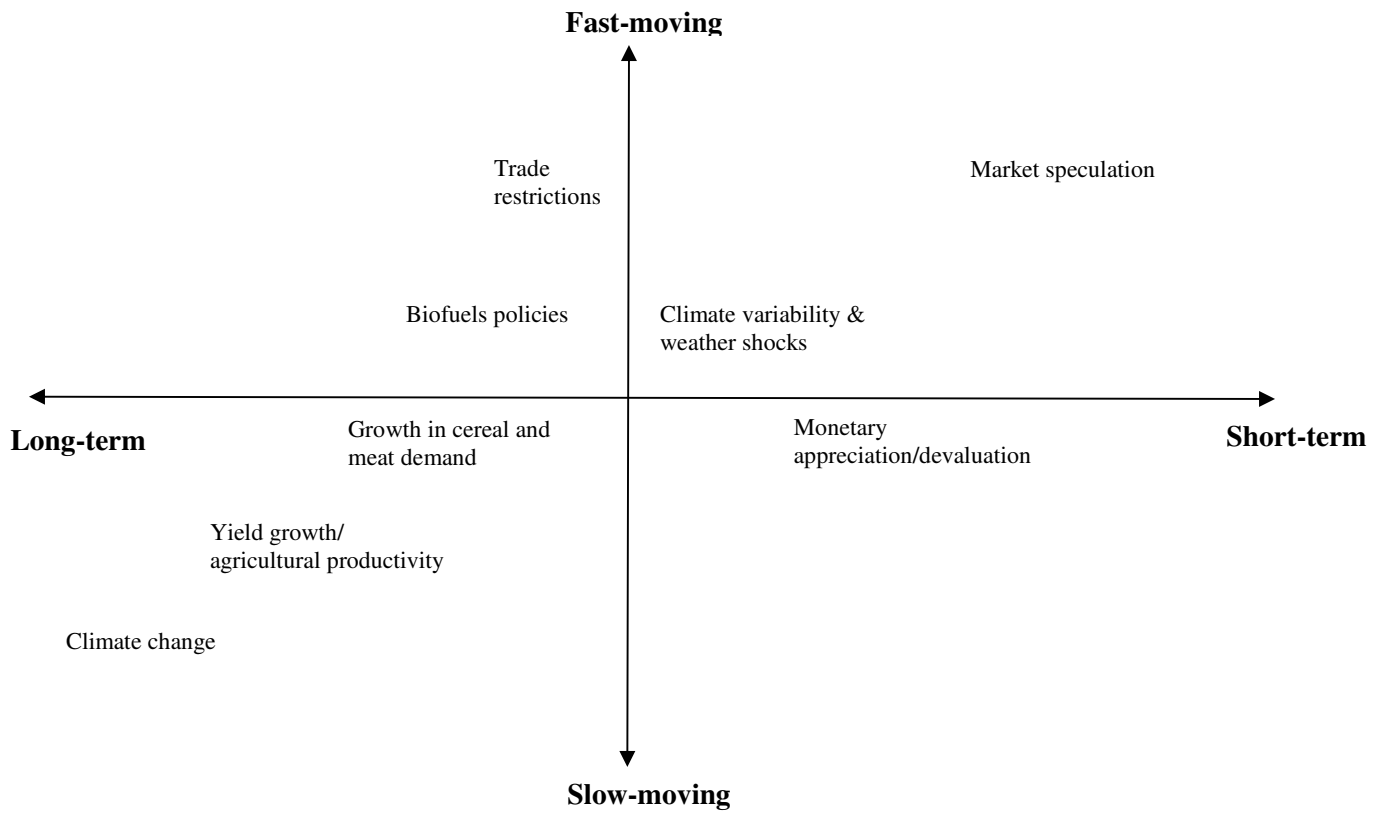 Fast-moving
Trade
restrictions
Market speculation
Biofuels policies
Climate variability &
weather shocks
Long-term
Growth in cereal and
meat demand
Monetary
appreciation/devaluation
Short-term
Yield growth/
agricultural productivity
Climate change
Slow-moving